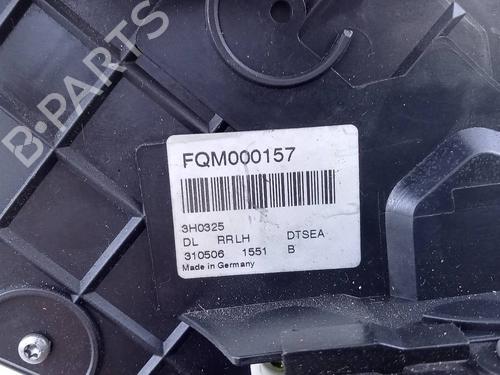 B-PARTS
FQM000157
3H0325
DL RRLH DTSEA
310506 1551 B
Made in Germany